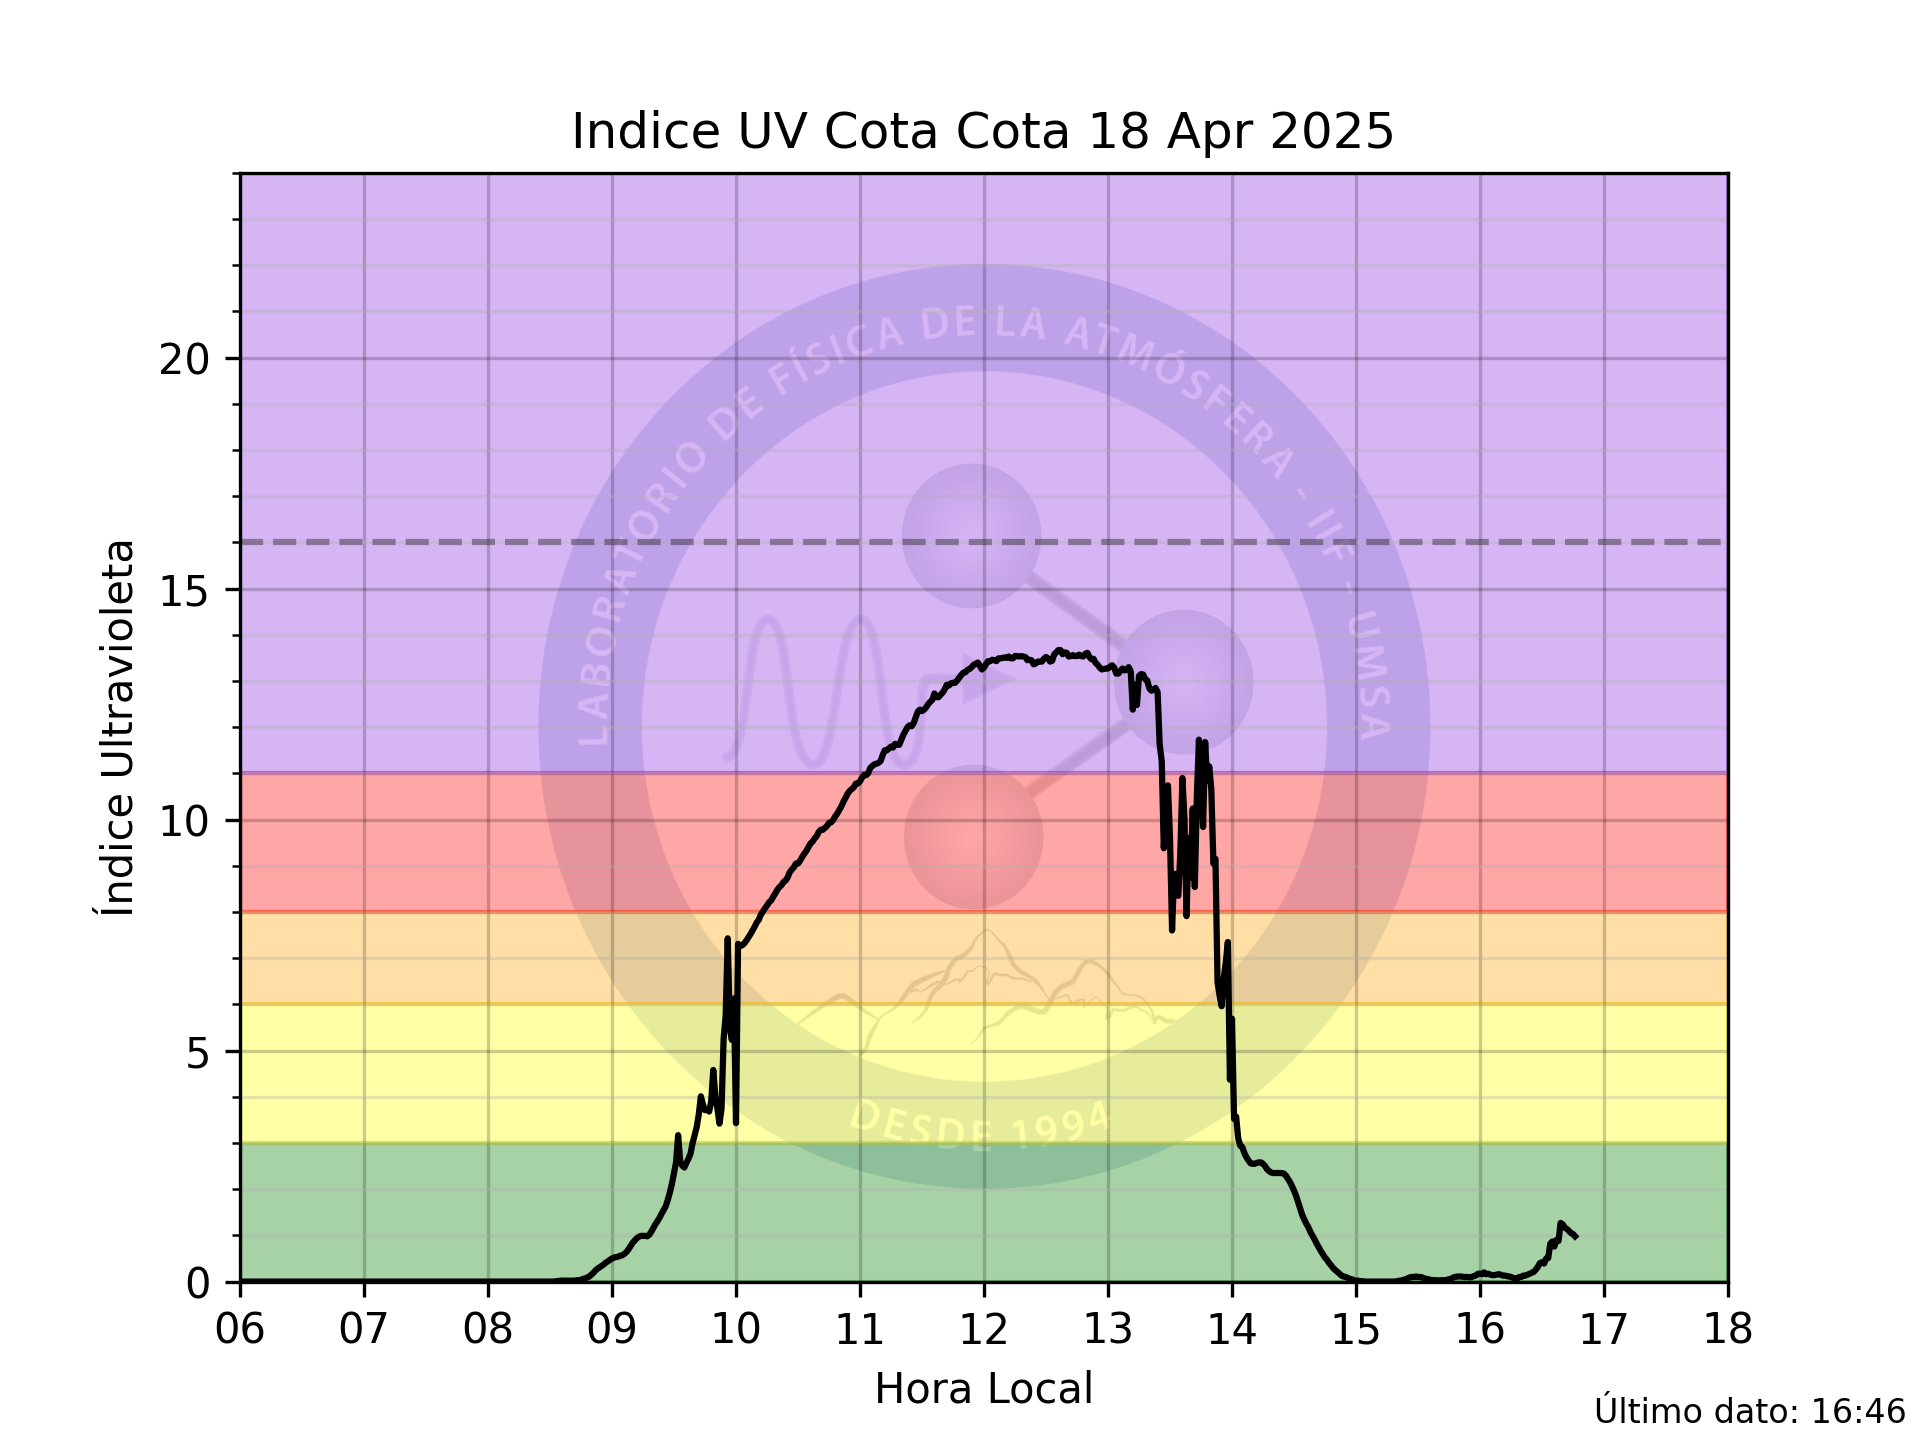 Indice UV Cota Cota 18 Apr 2025
LABORATORIO DE FÍSICA DE LA ATMÓSFERA - IIF - UMSA
20
15
10
5
0
Índice Ultravioleta
DESDE 1994
06 07 08 09 10 11 12 13 14 15 16 17 18
Hora Local
Último dato: 16:46